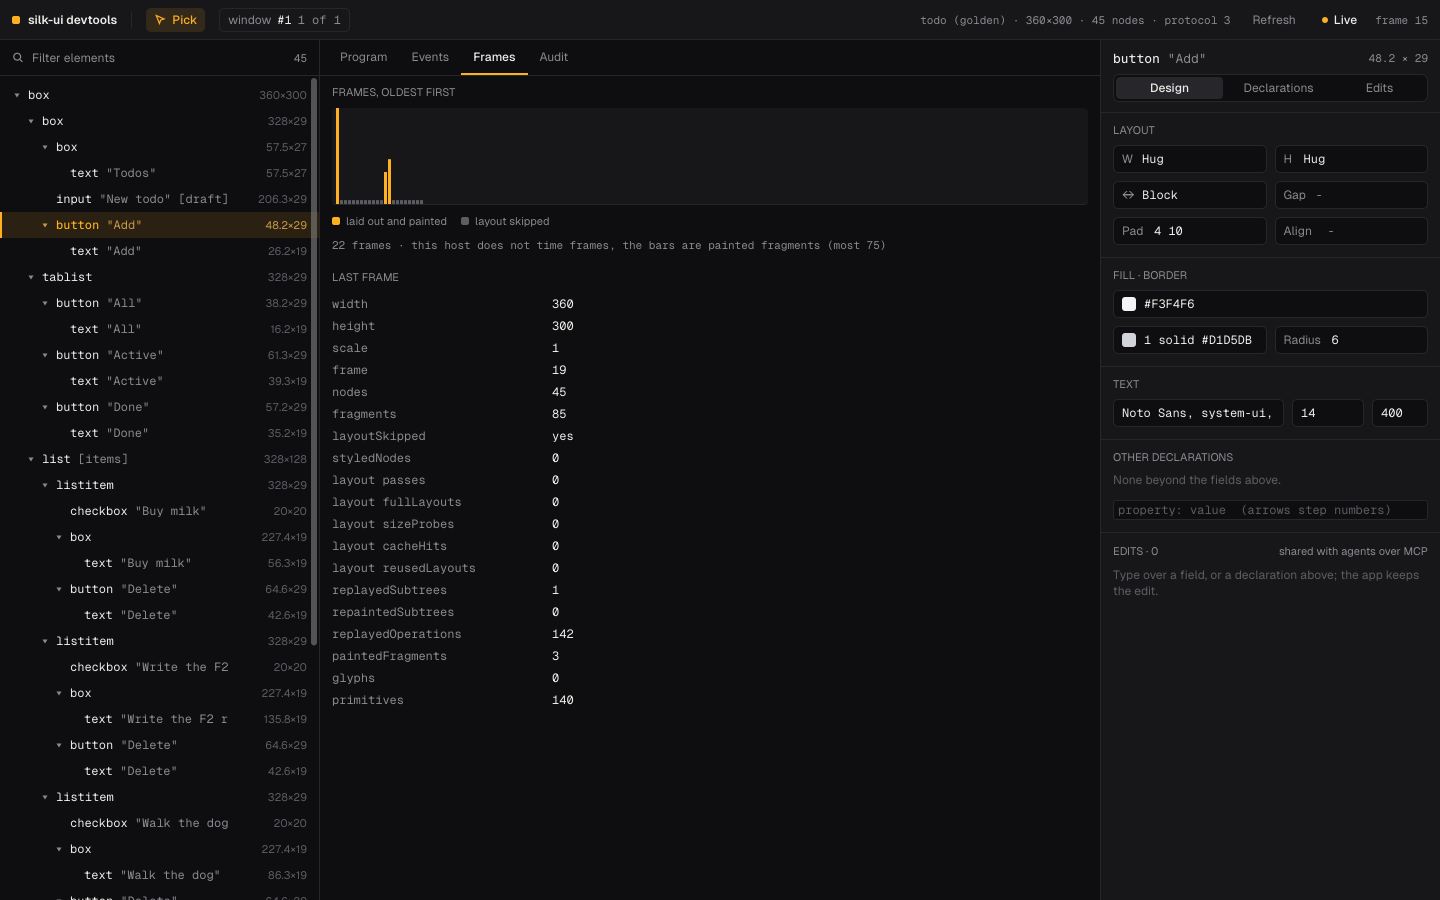 silk-ui devtools
Pick
window #1 1 of 1
todo (golden) · 360×300 · 45 nodes · protocol 3
Refresh
Live
frame 15
Filter elements
45
box 360×300
box 328×29
box 57.5×27
text "Todos" 57.5×27
input "New todo" [draft] 206.3×29
button "Add" 48.2×29
text "Add" 26.2×19
tablist 328×29
button "All" 38.2×29
text "All" 16.2×19
button "Active" 61.3×29
text "Active" 39.3×19
button "Done" 57.2×29
text "Done" 35.2×19
list [items] 328×128
listitem 328×29
checkbox "Buy milk" 20×20
box 227.4×19
text "Buy milk" 56.3×19
button "Delete" 64.6×29
text "Delete" 42.6×19
listitem 328×29
checkbox "Write the F2 20×20
box 227.4×19
text "Write the F2 r 135.8×19
button "Delete" 64.6×29
text "Delete" 42.6×19
listitem 328×29
checkbox "Walk the dog 20×20
box 227.4×19
text "Walk the dog" 86.3×19
button "Delete" 64.6×29
Program
Events
Frames
Audit
FRAMES, OLDEST FIRST
laid out and painted
layout skipped
22 frames · this host does not time frames, the bars are painted fragments (most 75)
LAST FRAME
width 360
height 300
scale 1
frame 19
nodes 45
fragments 85
layoutSkipped yes
styledNodes 0
layout passes 0
layout fullLayouts 0
layout sizeProbes 0
layout cacheHits 0
layout reusedLayouts 0
replayedSubtrees 1
repaintedSubtrees 0
replayedOperations 142
paintedFragments 3
glyphs 0
primitives 140
button "Add" 48.2 × 29
Design
Declarations
Edits
LAYOUT
W Hug
H Hug
Block
Gap -
Pad 4 10
Align -
FILL · BORDER
#F3F4F6
1 solid #D1D5DB
Radius 6
TEXT
Noto Sans, system-ui,
14
400
OTHER DECLARATIONS
None beyond the fields above.
property: value (arrows step numbers)
EDITS · 0
shared with agents over MCP
Type over a field, or a declaration above; the app keeps
the edit.